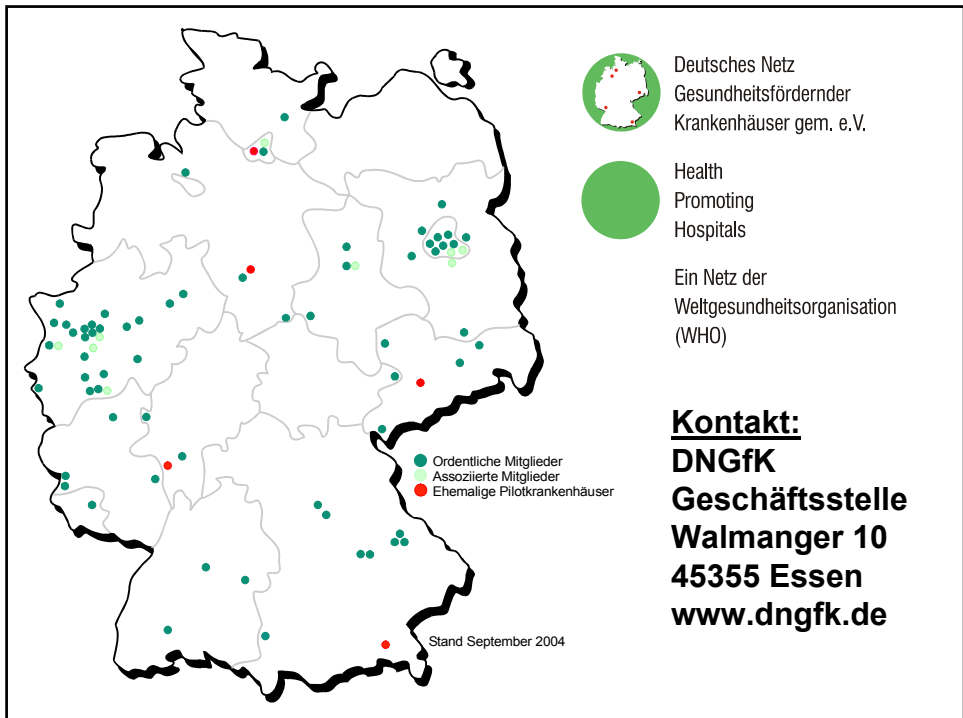 Deutsches Netz
Gesundheitsfördernder
Krankenhäuser gem. e.V.
Health
Promoting
Hospitals
Ein Netz der
Weltgesundheitsorganisation
(WHO)
Kontakt:
DNGfK
Geschäftsstelle
Walmanger 10
45355 Essen
www.dngfk.de
Ordentliche Mitglieder
Assoziierte Mitglieder
Ehemalige Pilotkrankenhäuser
Stand September 2004